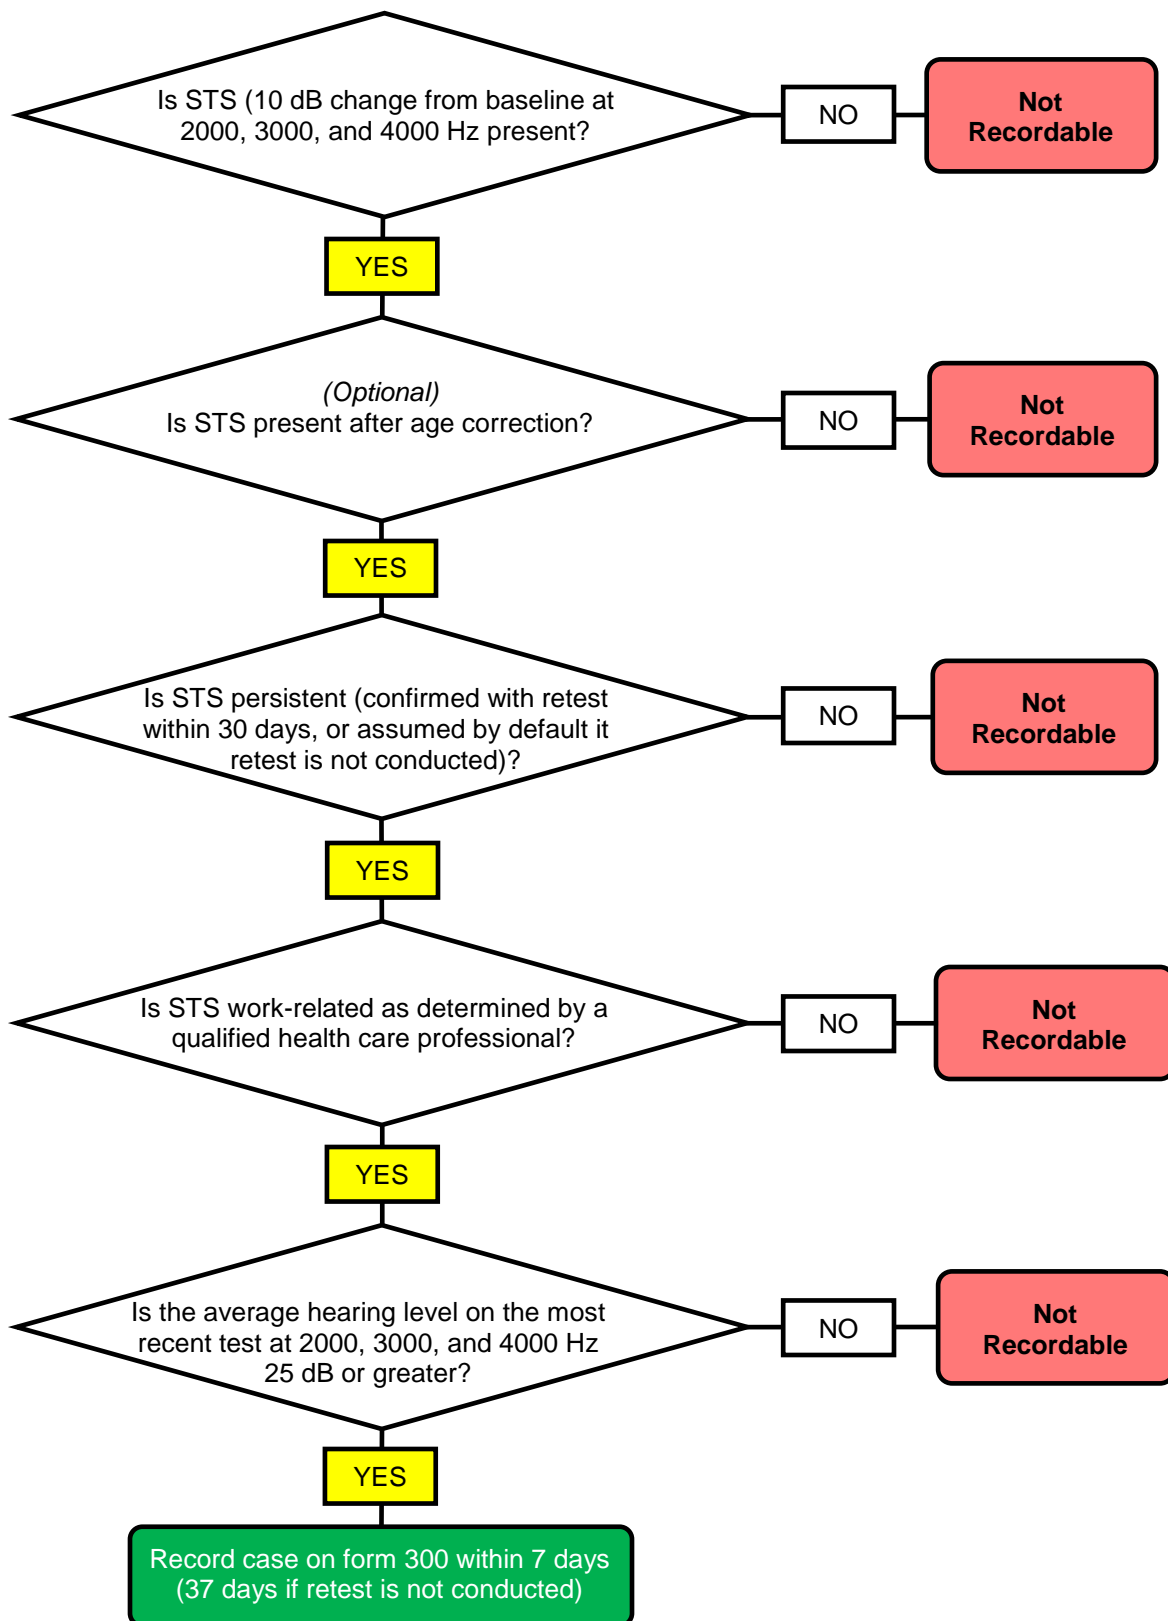 Is STS (10 dB change from baseline at
2000, 3000, and 4000 Hz present?
NO
Not
Recordable
YES
(Optional)
Is STS present after age correction?
NO
Not
Recordable
YES
Is STS persistent (confirmed with retest
within 30 days, or assumed by default it
retest is not conducted)?
NO
Not
Recordable
YES
Is STS work-related as determined by a
qualified health care professional?
NO
Not
Recordable
YES
Is the average hearing level on the most
recent test at 2000, 3000, and 4000 Hz
25 dB or greater?
NO
Not
Recordable
YES
Record case on form 300 within 7 days
(37 days if retest is not conducted)